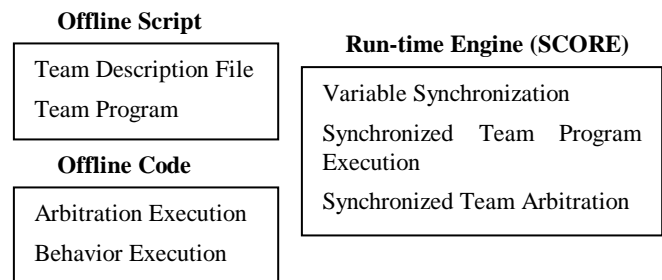 Offline Script
Team Description File
Team Program
Offline Code
Arbitration Execution
Behavior Execution
Run-time Engine (SCORE)
Variable Synchronization
Synchronized Team Program
Execution
Synchronized Team Arbitration